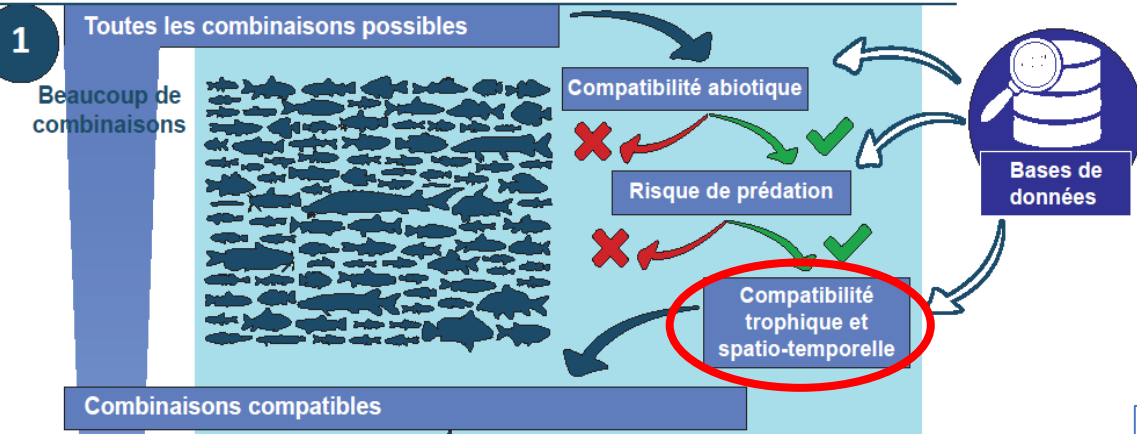 1
Toutes les combinaisons possibles
Beaucoup de
combinaisons
Compatibilité abiotique
Risque de prédation
Bases de
données
Compatibilité
trophique et
spatio-temporelle
Combinaisons compatibles